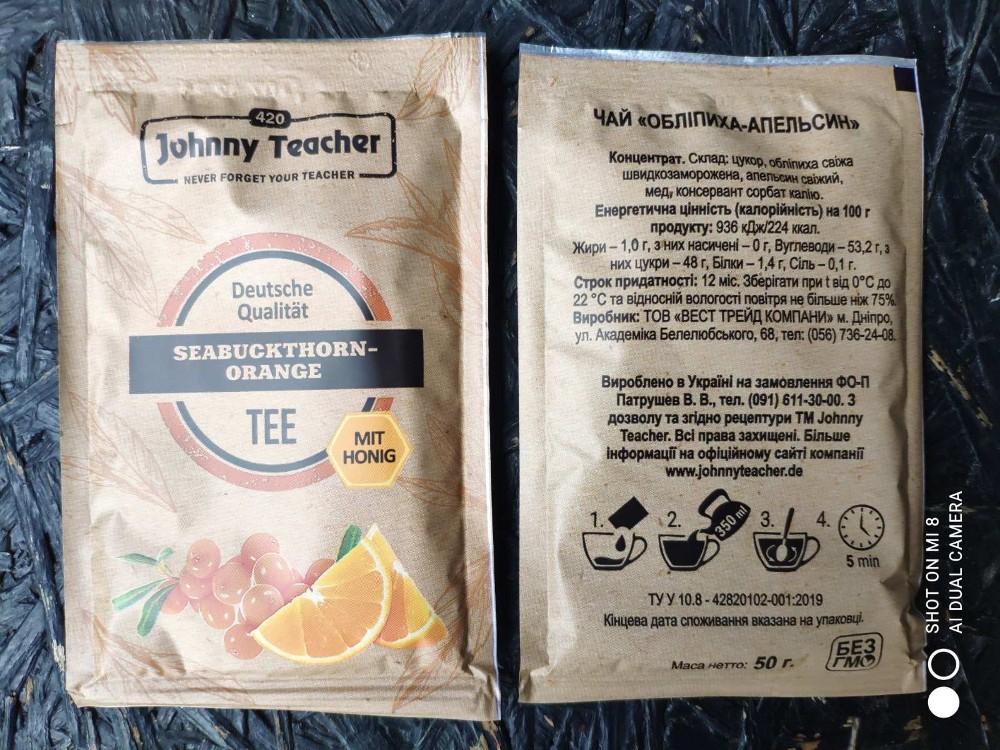 420
Johnny Teacher
NEVER FORGET YOUR TEACHER
Deutsche
Qualität
SEABUCKTHORN-
ORANGE
TEE
MIT
HONIG
ЧАЙ «ОБЛІПИХА-АПЕЛЬСИН»
Концентрат. Склад: цукор, обліпиха свіжа
швидкозаморожена, апельсин свіжий,
мед, консервант сорбат калію.
Енергетична цінність (калорійність) на 100 г
продукту: 936 кДж/224 ккал.
Жири – 1,0 г, з них насичені – 0 г, Вуглеводи – 53,2 г, з
них цукри – 48 г, Білки – 1,4 г, Сіль – 0,1 г.
Строк придатності: 12 міс. Зберігати при t від 0°С до
22 °С та відносній вологості повітря не більше ніж 75%.
Виробник: ТОВ «ВЕСТ ТРЕЙД КОМПАНИ» м. Дніпро,
ул. Академіка Белелюбського, 68, тел: (056) 736-24-08.
Вироблено в Україні на замовлення ФО-П
Патрушев В. В., тел. (091) 611-30-00. З
дозволу та згідно рецептури ТМ Johnny
Teacher. Всі права захищені. Більше
інформації на офіційному сайті компанії
www.johnnyteacher.de
1. 2. 350 ml 3. 4.
5 min
ТУ У 10.8 - 42820102-001:2019
Кінцева дата споживання вказана на упаковці.
Маса нетто: 50 г.
БЕЗ
ГМО
SHOT ON MI 8
AI DUAL CAMERA